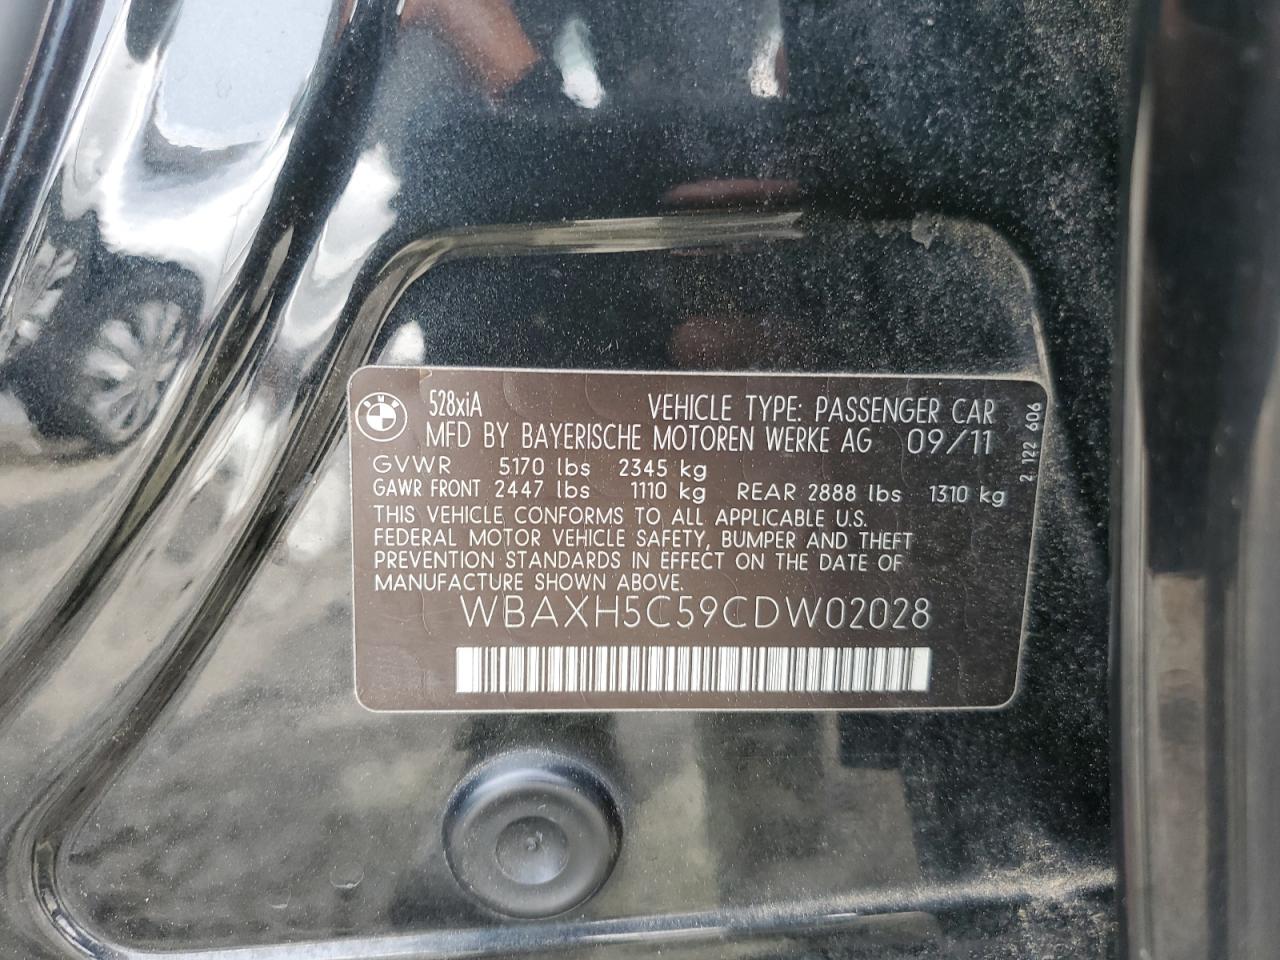 BMW
528xiA VEHICLE TYPE: PASSENGER CAR
MFD BY BAYERISCHE MOTOREN WERKE AG 09/11
GVWR 5170 lbs 2345 kg
GAWR FRONT 2447 lbs 1110 kg REAR 2888 lbs 1310 kg
THIS VEHICLE CONFORMS TO ALL APPLICABLE U.S.
FEDERAL MOTOR VEHICLE SAFETY, BUMPER AND THEFT
PREVENTION STANDARDS IN EFFECT ON THE DATE OF
MANUFACTURE SHOWN ABOVE.
WBAXH5C59CDW02028
2 122 606